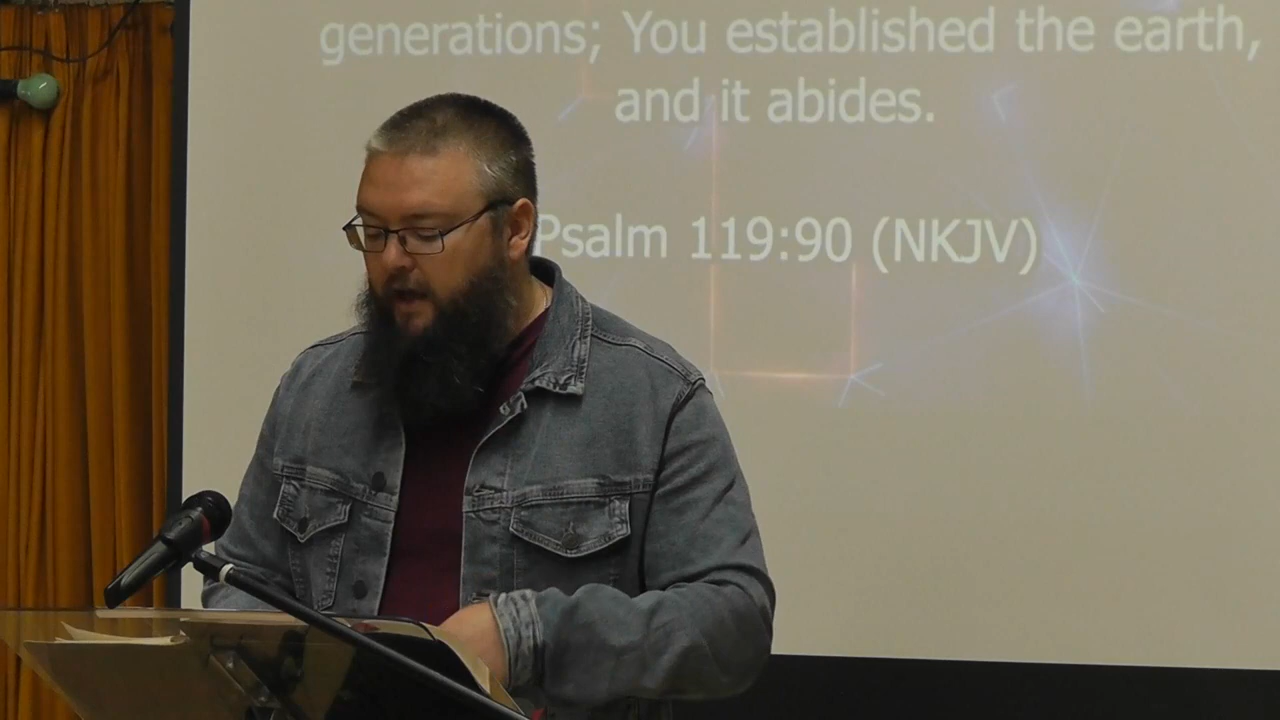 generations; You established the earth,
and it abides.
Psalm 119:90 (NKJV)